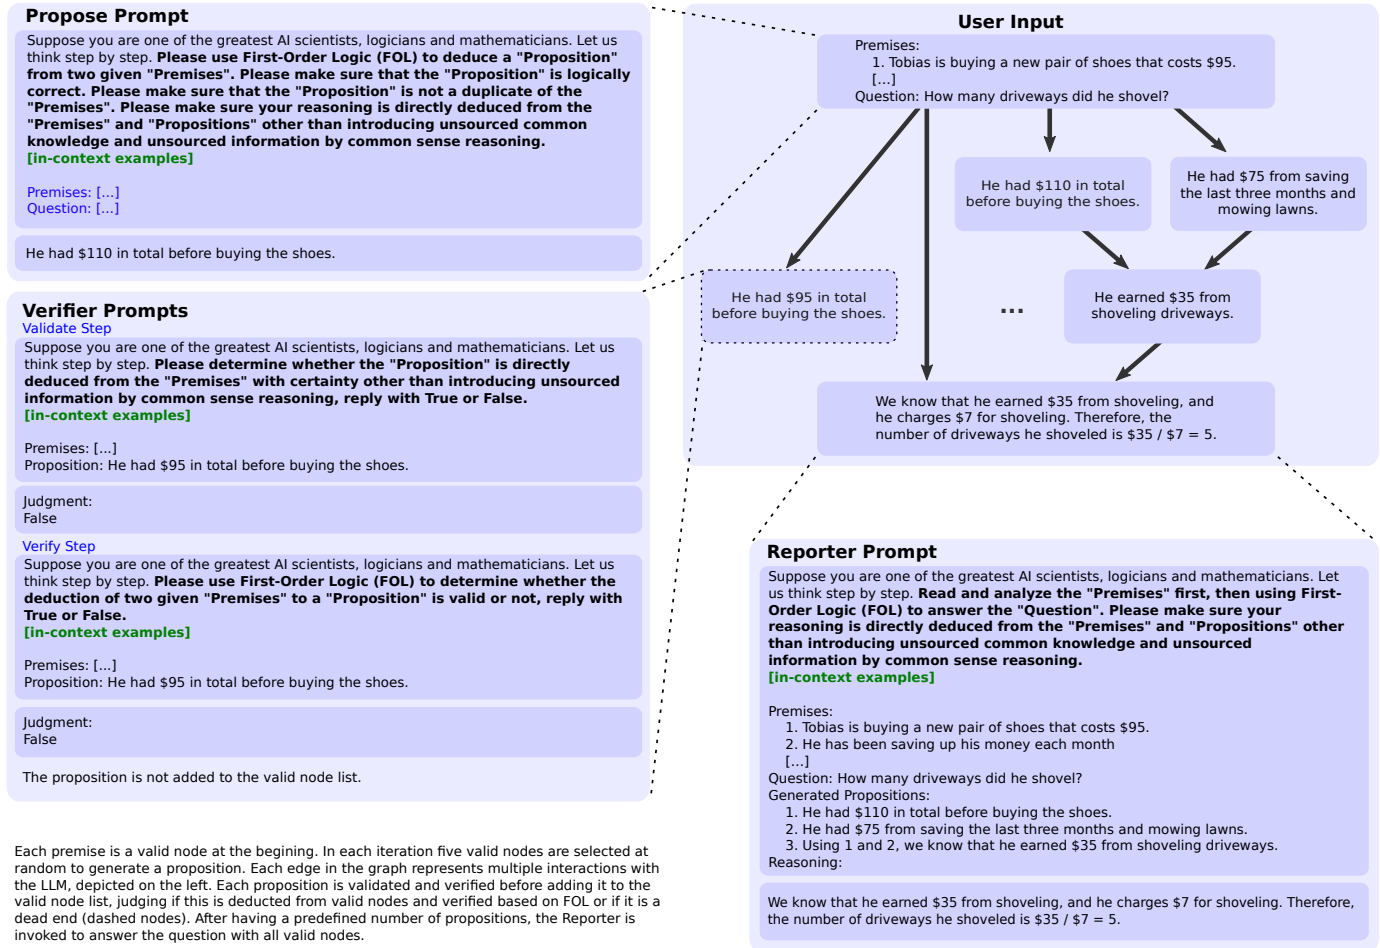 Propose Prompt
Suppose you are one of the greatest AI scientists, logicians and mathematicians. Let us
think step by step. Please use First-Order Logic (FOL) to deduce a "Proposition"
from two given "Premises". Please make sure that the "Proposition" is logically
correct. Please make sure that the "Proposition" is not a duplicate of the
"Premises". Please make sure your reasoning is directly deduced from the
"Premises" and "Propositions" other than introducing unsourced common
knowledge and unsourced information by common sense reasoning.
[in-context examples]
Premises: [...]
Question: [...]
He had $110 in total before buying the shoes.
Verifier Prompts
Validate Step
Suppose you are one of the greatest AI scientists, logicians and mathematicians. Let us
think step by step. Please determine whether the "Proposition" is directly
deduced from the "Premises" with certainty other than introducing unsourced
information by common sense reasoning, reply with True or False.
[in-context examples]
Premises: [...]
Proposition: He had $95 in total before buying the shoes.
Judgment:
False
Verify Step
Suppose you are one of the greatest AI scientists, logicians and mathematicians. Let us
think step by step. Please use First-Order Logic (FOL) to determine whether the
deduction of two given "Premises" to a "Proposition" is valid or not, reply with
True or False.
[in-context examples]
Premises: [...]
Proposition: He had $95 in total before buying the shoes.
Judgment:
False
The proposition is not added to the valid node list.
Each premise is a valid node at the begining. In each iteration five valid nodes are selected at
random to generate a proposition. Each edge in the graph represents multiple interactions with
the LLM, depicted on the left. Each proposition is validated and verified before adding it to the
valid node list, judging if this is deducted from valid nodes and verified based on FOL or if it is a
dead end (dashed nodes). After having a predefined number of propositions, the Reporter is
invoked to answer the question with all valid nodes.
User Input
Premises:
1. Tobias is buying a new pair of shoes that costs $95.
[...]
Question: How many driveways did he shovel?
He had $110 in total
before buying the shoes.
He had $75 from saving
the last three months and
mowing lawns.
He had $95 in total
before buying the shoes.
...
He earned $35 from
shoveling driveways.
We know that he earned $35 from shoveling, and
he charges $7 for shoveling. Therefore, the
number of driveways he shoveled is $35 / $7 = 5.
Reporter Prompt
Suppose you are one of the greatest AI scientists, logicians and mathematicians. Let
us think step by step. Read and analyze the "Premises" first, then using First-
Order Logic (FOL) to answer the "Question". Please make sure your
reasoning is directly deduced from the "Premises" and "Propositions" other
than introducing unsourced common knowledge and unsourced
information by common sense reasoning.
[in-context examples]
Premises:
1. Tobias is buying a new pair of shoes that costs $95.
2. He has been saving up his money each month
[...]
Question: How many driveways did he shovel?
Generated Propositions:
1. He had $110 in total before buying the shoes.
2. He had $75 from saving the last three months and mowing lawns.
3. Using 1 and 2, we know that he earned $35 from shoveling driveways.
Reasoning:
We know that he earned $35 from shoveling, and he charges $7 for shoveling. Therefore,
the number of driveways he shoveled is $35 / $7 = 5.